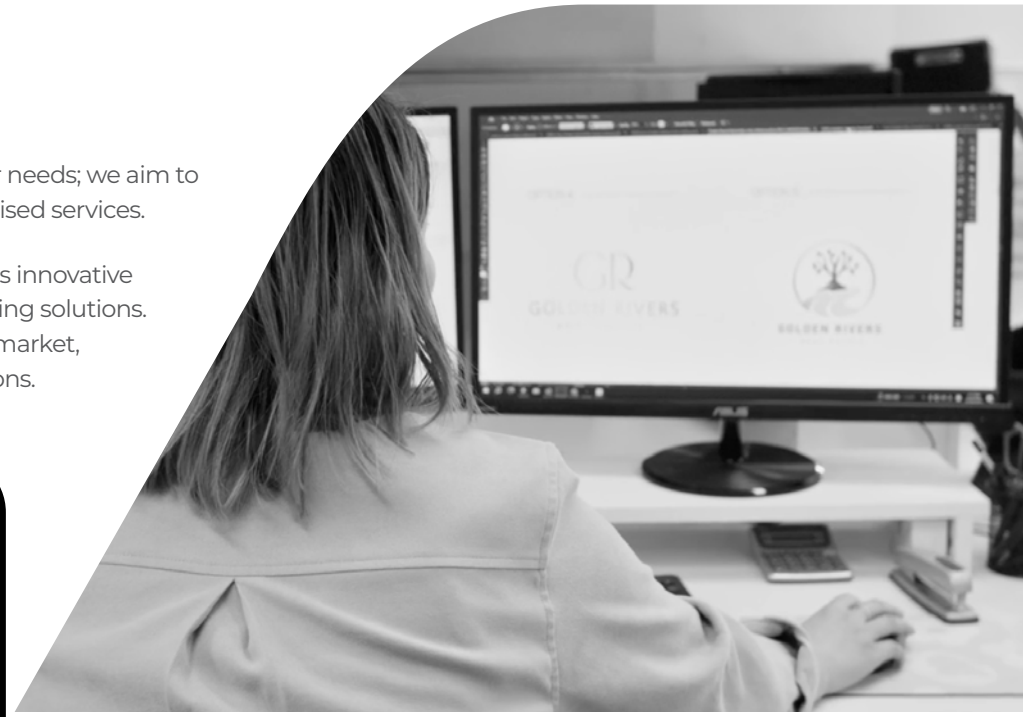 needs; we aim to
ised services.
s innovative
ing solutions.
market,
ons.
GR
GOLDEN RIVERS
GOLDEN RIVERS
ASUS